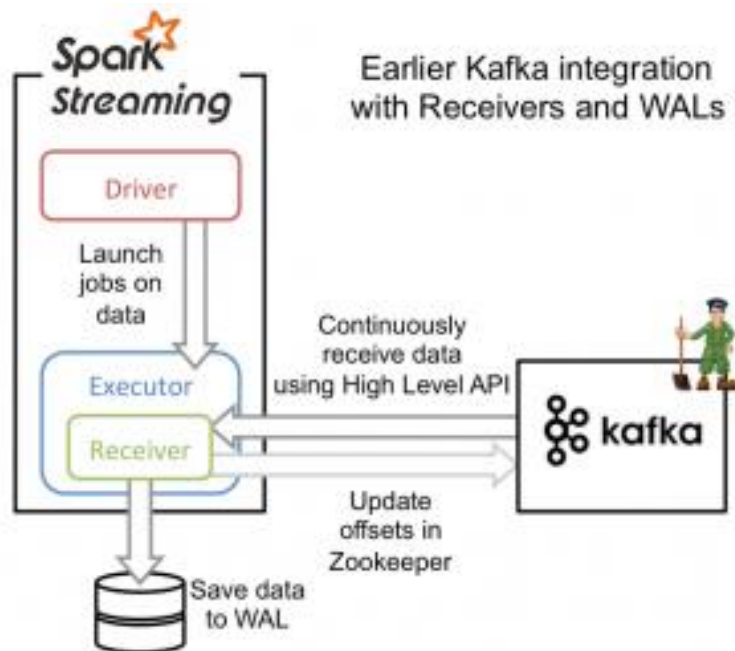 Spark
Streaming
Earlier Kafka integration
with Receivers and WALs
Driver
Launch
jobs on
data
Continuously
receive data
using High Level API
Executor
Receiver
kafka
Update
offsets in
Zookeeper
Save data
to WAL